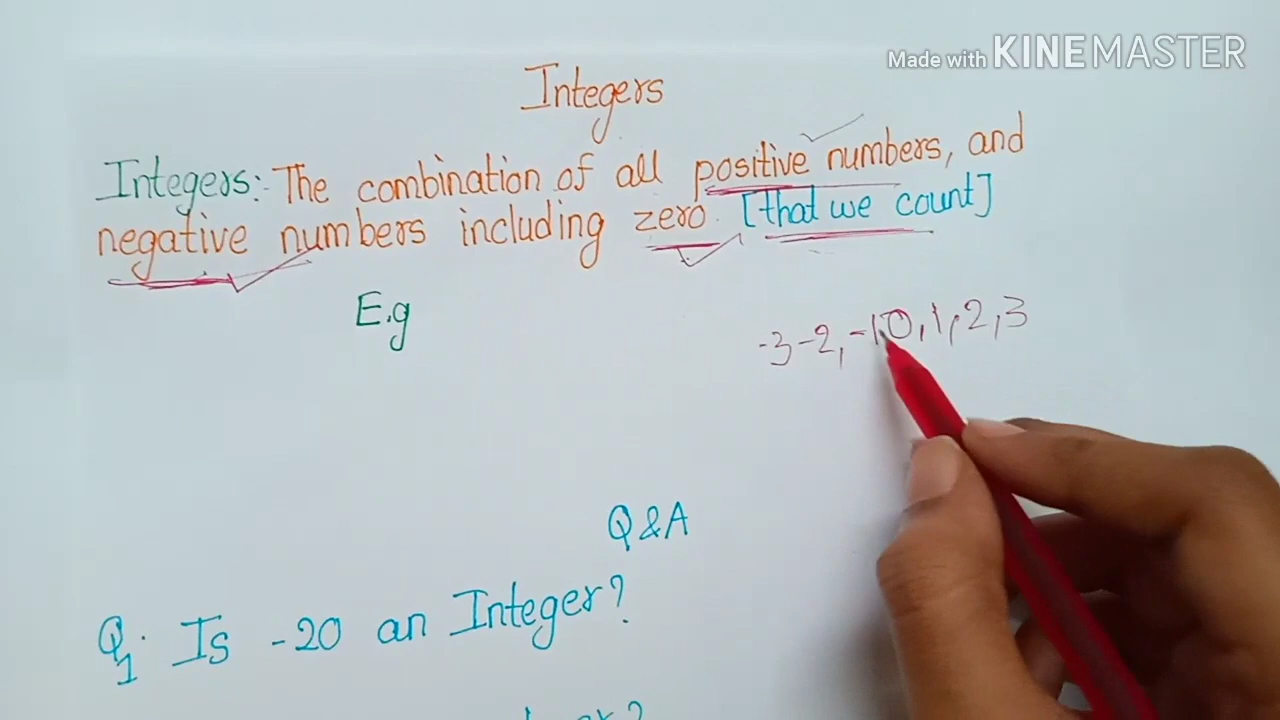 Made with KINEMASTER
Integers
Integers:- The combination of all positive numbers, and
negative numbers including zero. [that we count]
E.g
-3 -2, -1, 0, 1, 2, 3
Q & A
Q1. Is -20 an Integer?